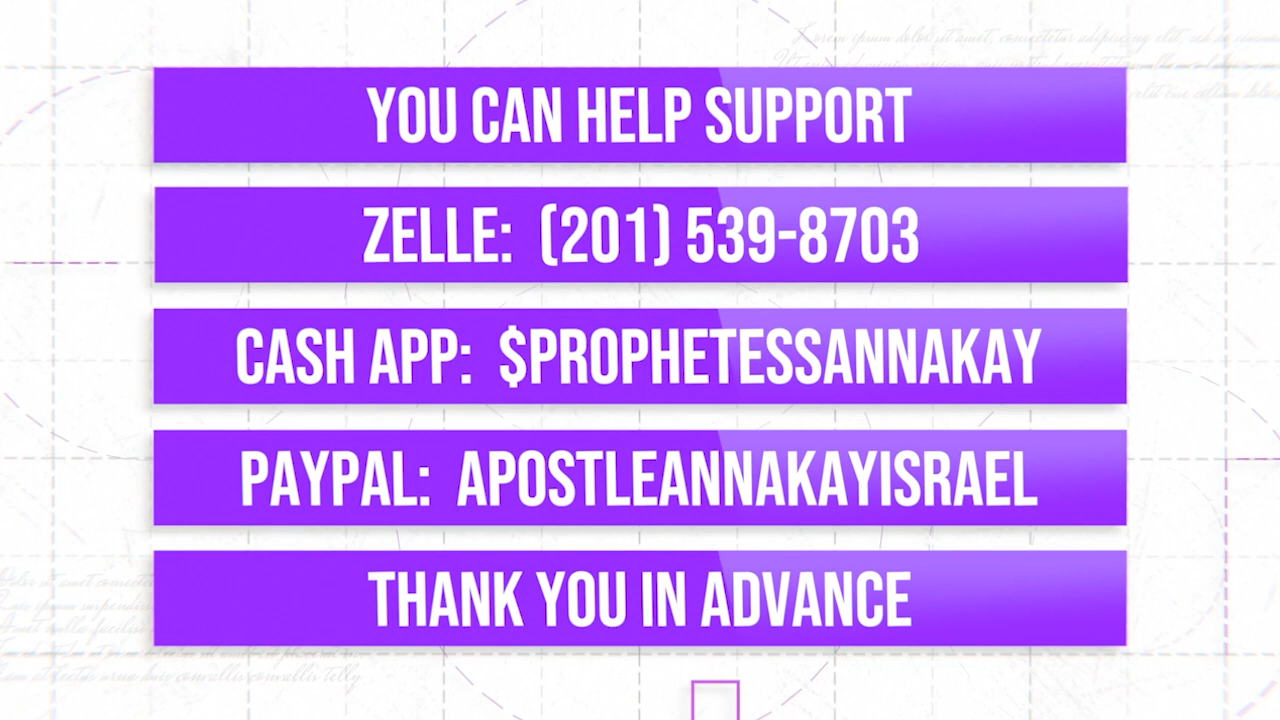 YOU CAN HELP SUPPORT
ZELLE: (201) 539-8703
CASH APP: $PROPHETESSANNAKAY
PAYPAL: APOSTLEANNAKAYISRAEL
THANK YOU IN ADVANCE